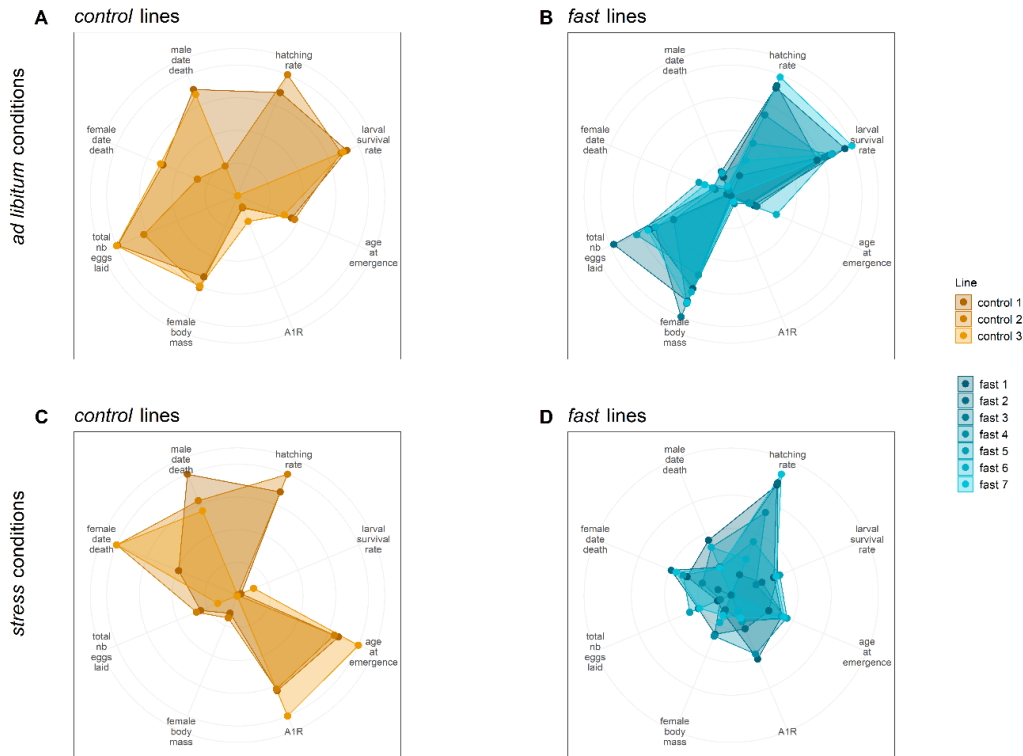 A control lines
B fast lines
ad libitum conditions
male
date
death
hatching
rate
female
date
death
larval
survival
rate
total
nb
eggs
laid
age
at
emergence
female
body
mass
A1R
male
date
death
hatching
rate
female
date
death
larval
survival
rate
total
nb
eggs
laid
age
at
emergence
female
body
mass
A1R
Line
control 1
control 2
control 3
fast 1
fast 2
fast 3
fast 4
fast 5
fast 6
fast 7
C control lines
D fast lines
stress conditions
male
date
death
hatching
rate
female
date
death
larval
survival
rate
total
nb
eggs
laid
age
at
emergence
female
body
mass
A1R
male
date
death
hatching
rate
female
date
death
larval
survival
rate
total
nb
eggs
laid
age
at
emergence
female
body
mass
A1R